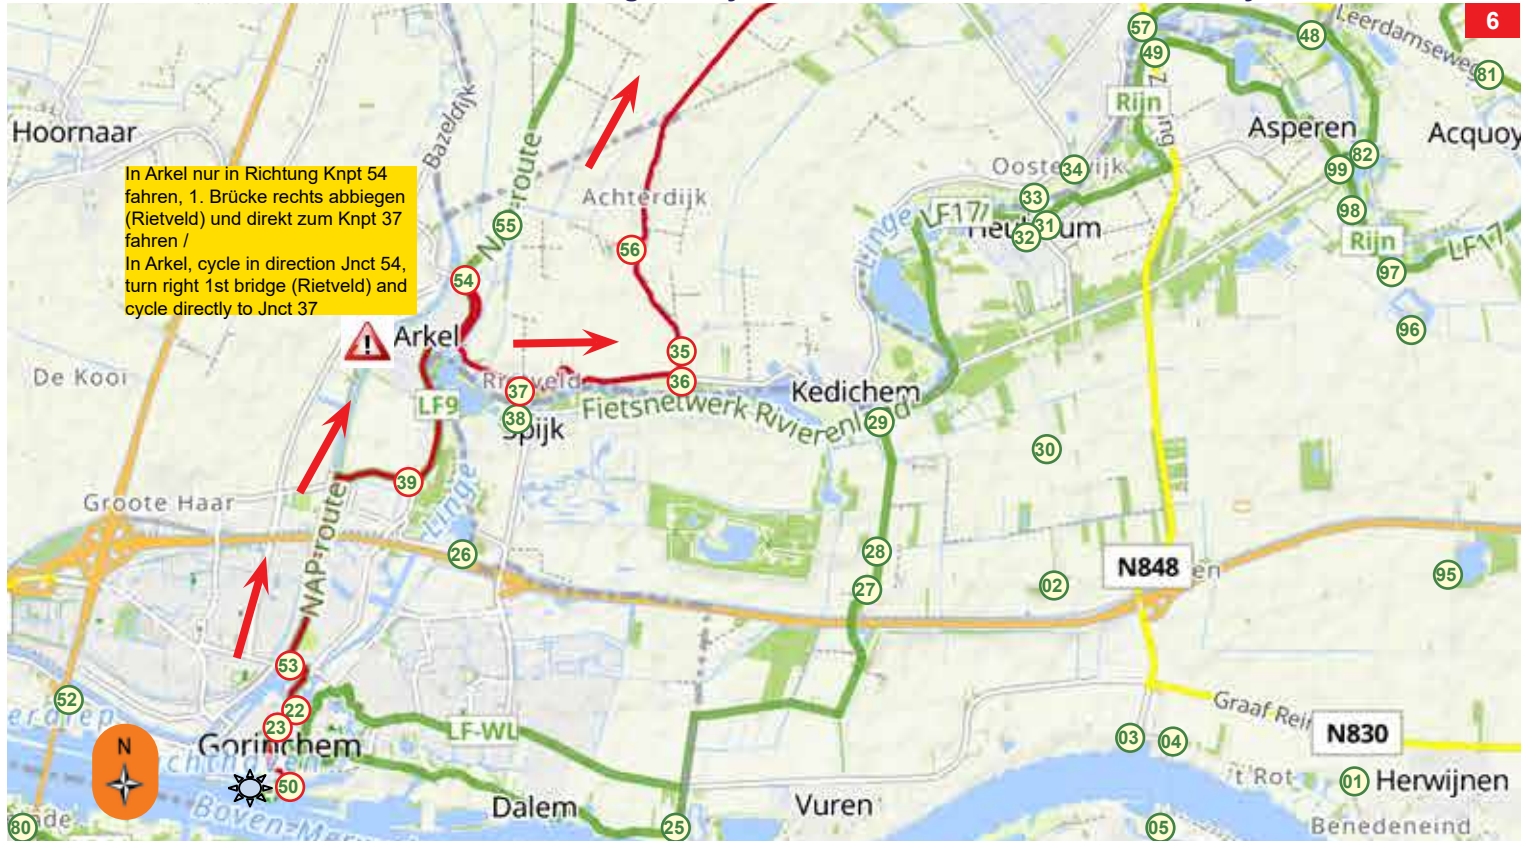 6
57
48
Leerdamseweg
49
81
Rijn
Hoornaar
Bazeldijk
Asperen
Acquoy
82
99
In Arkel nur in Richtung Knpt 54
fahren, 1. Brücke rechts abbiegen
(Rietveld) und direkt zum Knpt 37
fahren /
In Arkel, cycle in direction Jnct 54,
turn right 1st bridge (Rietveld) and
cycle directly to Jnct 37
34
Achterdijk
33
98
LF17
Linge
31
32
55
56
Rijn
LF17
97
54
96
Arkel
35
De Kooi
36
37
Kedichem
LF9
38
Spijk
Fietsnetwerk Rivierenland
29
30
39
Groote Haar
NAP-route
Linge
26
28
N848
02
95
27
53
52
22
Graaf Rei
23
LF-WL
03
04
N830
Gorinchem
N
't Rot
01
Herwijnen
50
Dalem
Vuren
80
25
05
Benedeneind